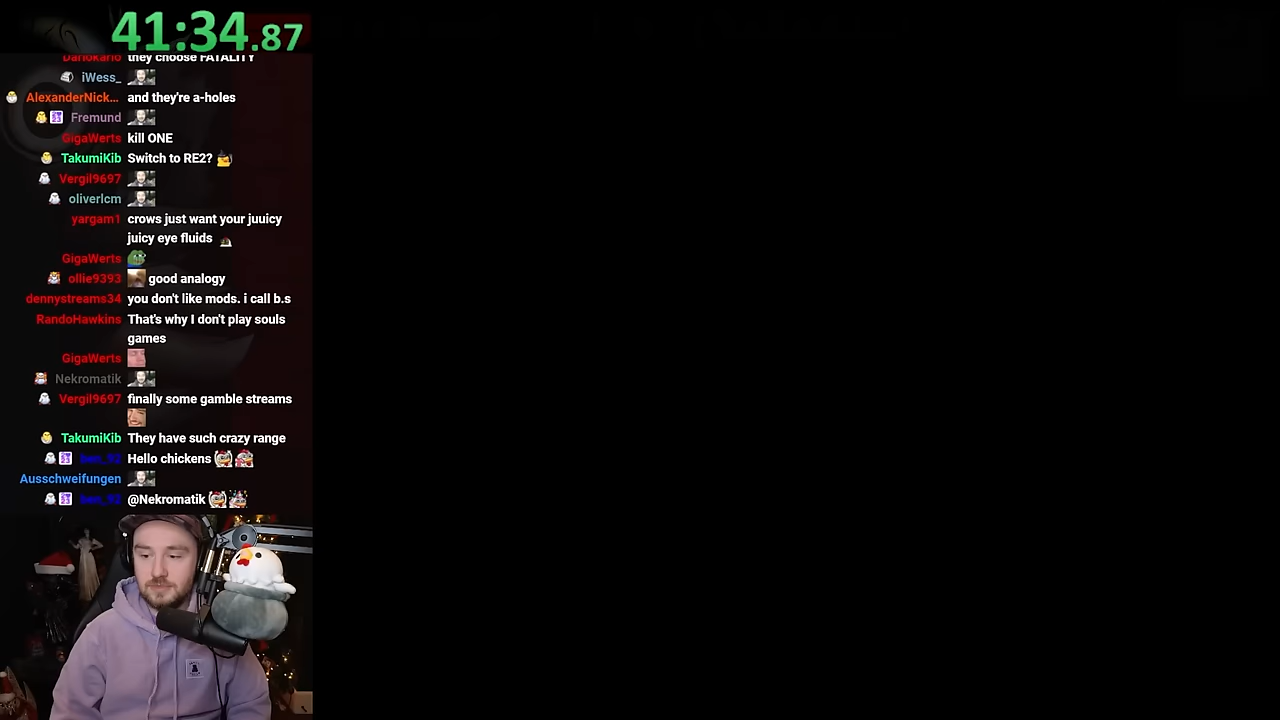 41:34.87
Dariokario they choose FATALITY
iWess_
AlexanderNick... and they're a-holes
Fremund
GigaWerts kill ONE
TakumiKib Switch to RE2?
Vergil9697
oliverlcm
yargam1 crows just want your juuicy
juicy eye fluids
GigaWerts
ollie9393 good analogy
dennystreams34 you don't like mods. i call b.s
RandoHawkins That's why I don't play souls
games
GigaWerts
Nekromatik
Vergil9697 finally some gamble streams
TakumiKib They have such crazy range
Hello chickens
Ausschweifungen
@Nekromatik